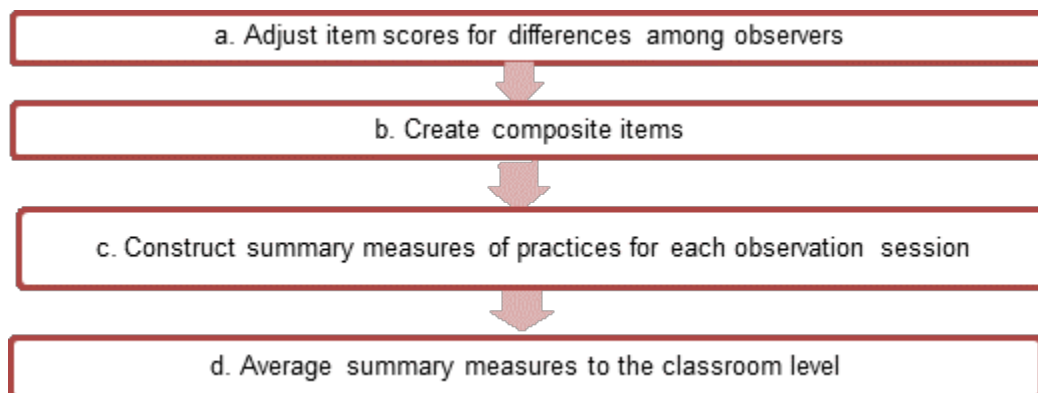 a. Adjust item scores for differences among observers
b. Create composite items
c. Construct summary measures of practices for each observation session
d. Average summary measures to the classroom level